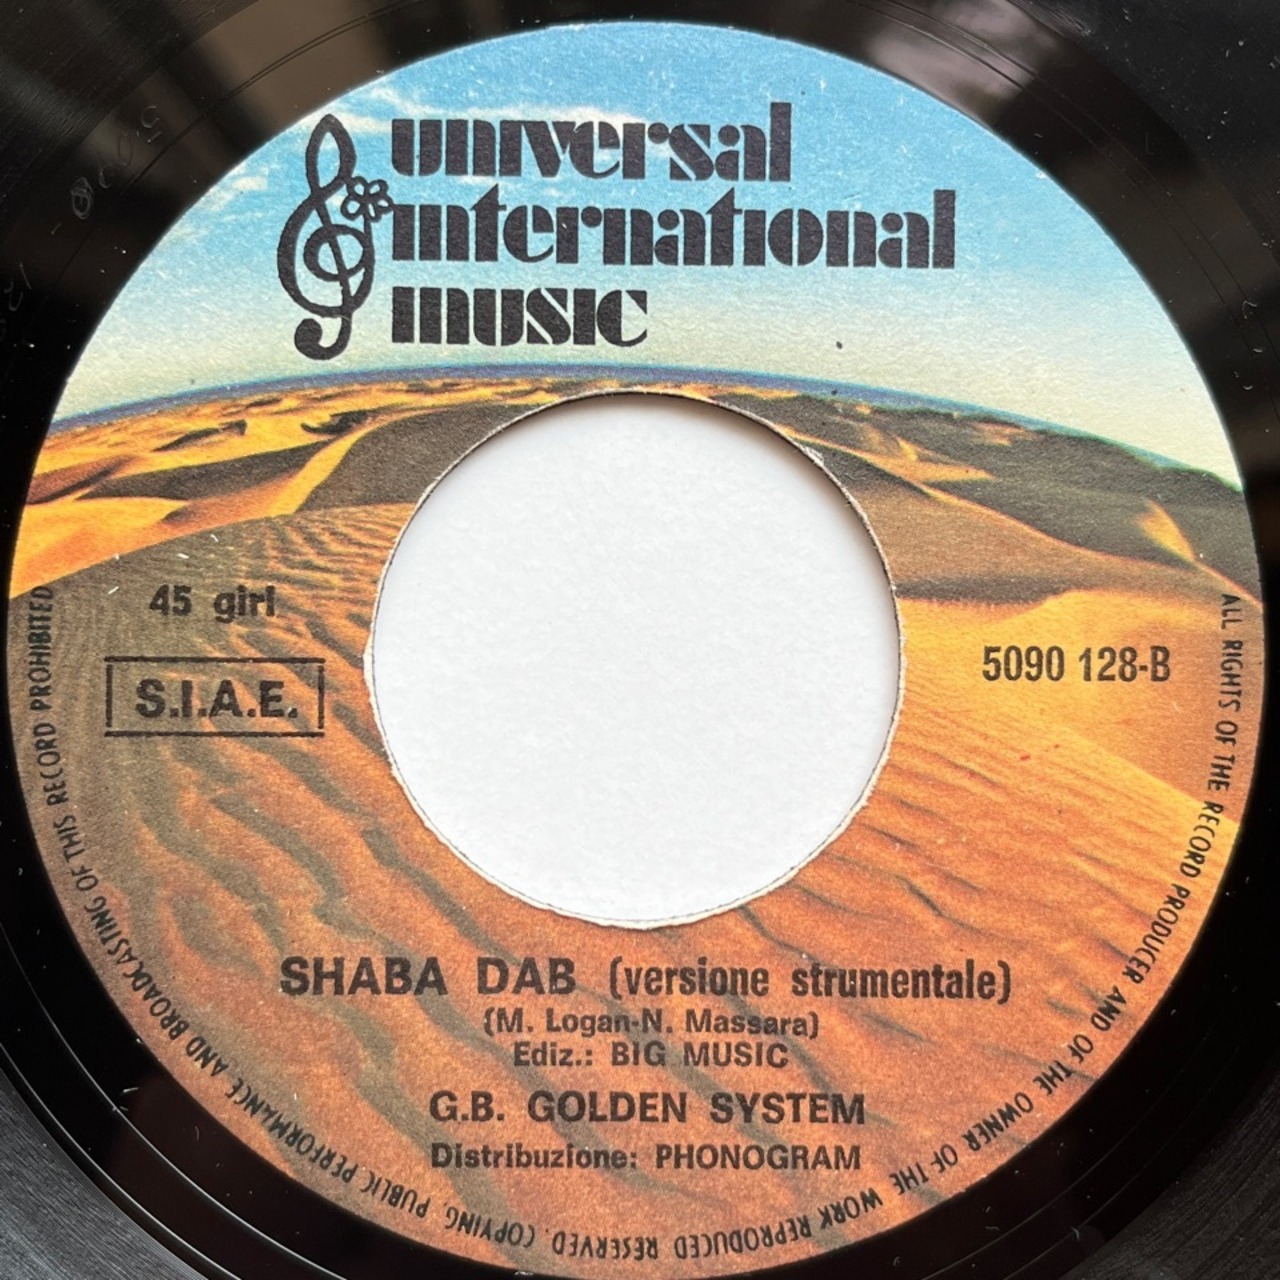 universal
international
music
45 giri
S.I.A.E.
5090 128-B
SHABA DAB (versione strumentale)
(M. Logan-N. Massara)
Ediz.: BIG MUSIC
G.B. GOLDEN SYSTEM
Distribuzione: PHONOGRAM
ALL RIGHTS OF THE RECORD PRODUCER AND OF THE OWNER OF THE WORK REPRODUCED RESERVED. COPYING, PUBLIC PERFORMANCE AND BROADCASTING OF THIS RECORD PROHIBITED